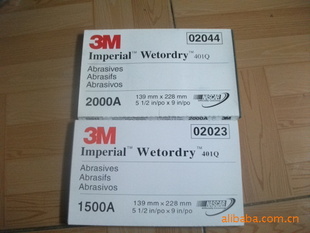 3M
02044
Imperial™ Wetordry™ 401Q
Abrasives
Abrasifs
Abrasivos
139 mm x 228 mm
5 1/2 in/po x 9 in/po
2000A
NASCAR
3M
02023
Imperial™ Wetordry™ 401Q
Abrasives
Abrasifs
Abrasivos
139 mm x 228 mm
5 1/2 in/po x 9 in/po
1500A
NASCAR
alibaba.com.cn